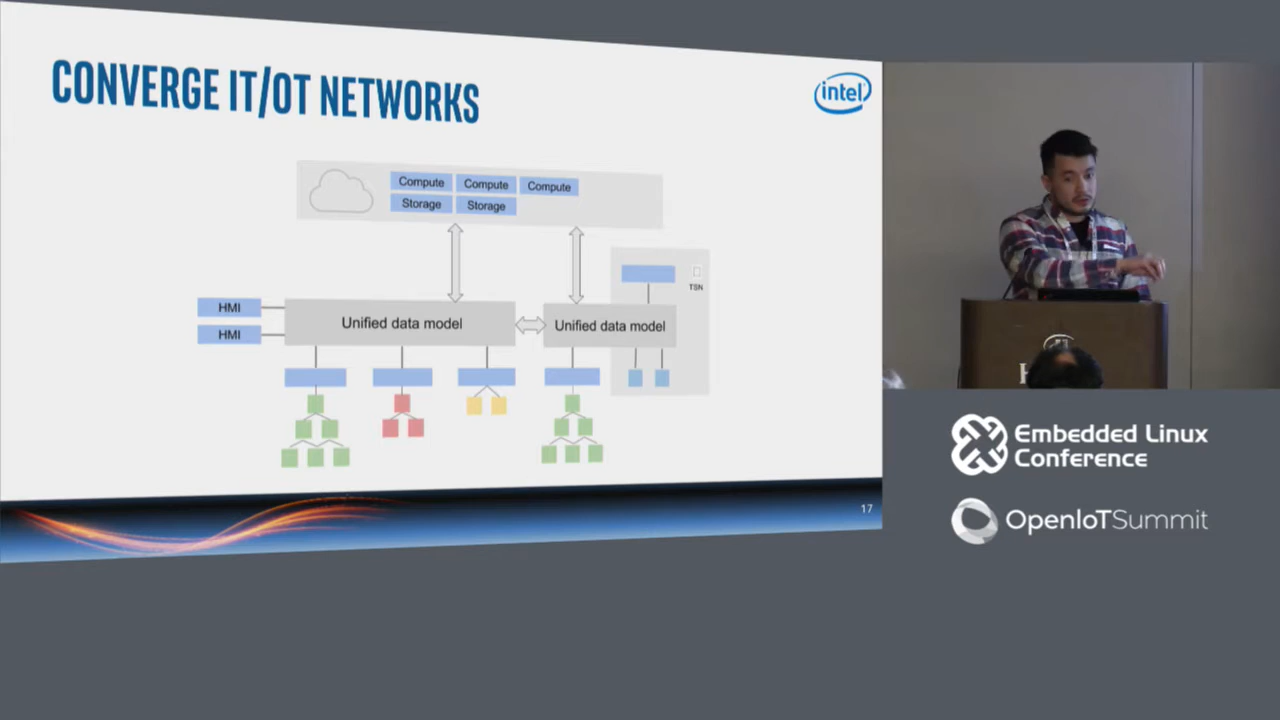 CONVERGE IT/OT NETWORKS
intel
Compute
Compute
Compute
Storage
Storage
TSN
HMI
HMI
Unified data model
Unified data model
17
Embedded Linux
Conference
OpenIoTSummit